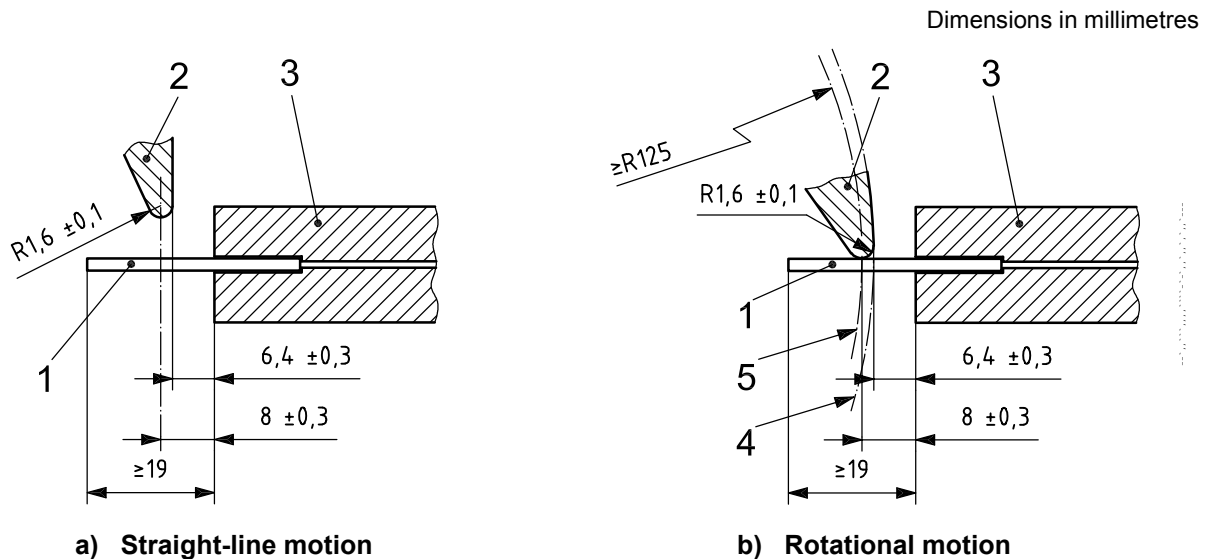 Dimensions in millimetres
2
3
R1,6 ±0,1
1
6,4 ±0,3
8 ±0,3
≥19
a) Straight-line motion
2
3
≥R125
R1,6 ±0,1
1
5
4
6,4 ±0,3
8 ±0,3
≥19
b) Rotational motion